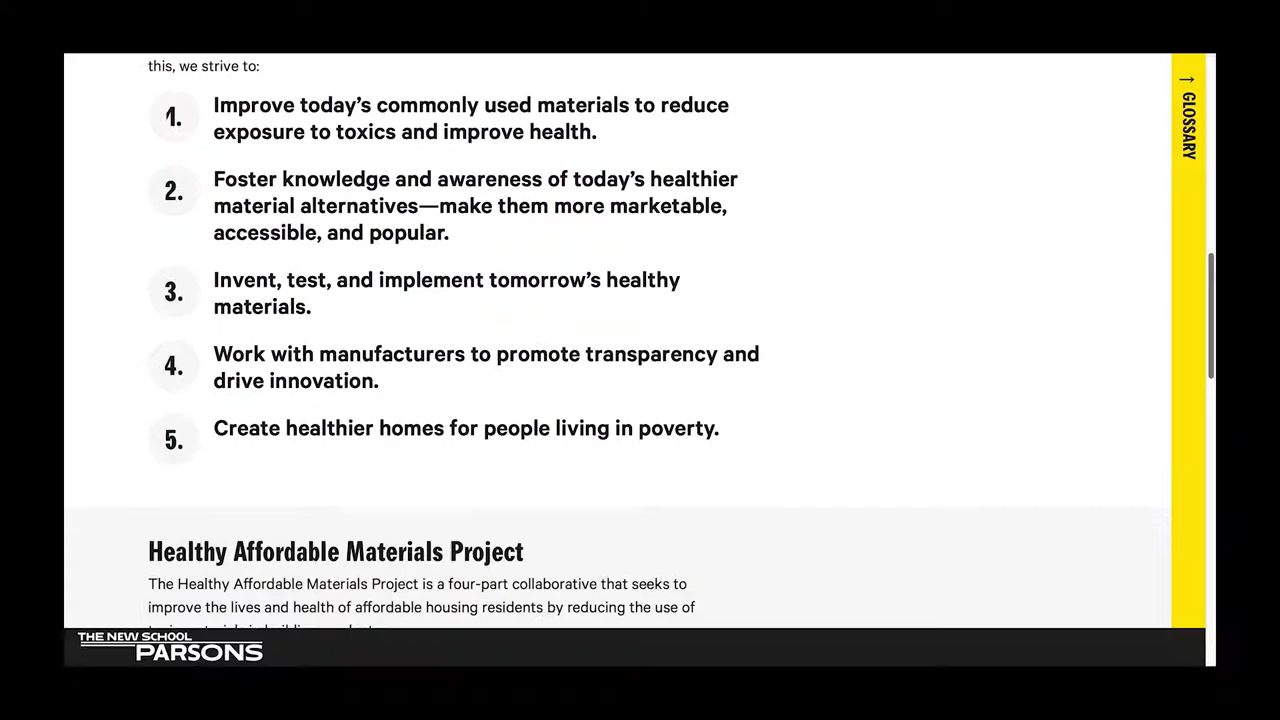 this, we strive to:
1. Improve today's commonly used materials to reduce
exposure to toxics and improve health.
2. Foster knowledge and awareness of today's healthier
material alternatives—make them more marketable,
accessible, and popular.
3. Invent, test, and implement tomorrow's healthy
materials.
4. Work with manufacturers to promote transparency and
drive innovation.
5. Create healthier homes for people living in poverty.
Healthy Affordable Materials Project
The Healthy Affordable Materials Project is a four-part collaborative that seeks to
improve the lives and health of affordable housing residents by reducing the use of
↑ GLOSSARY
THE NEW SCHOOL
PARSONS